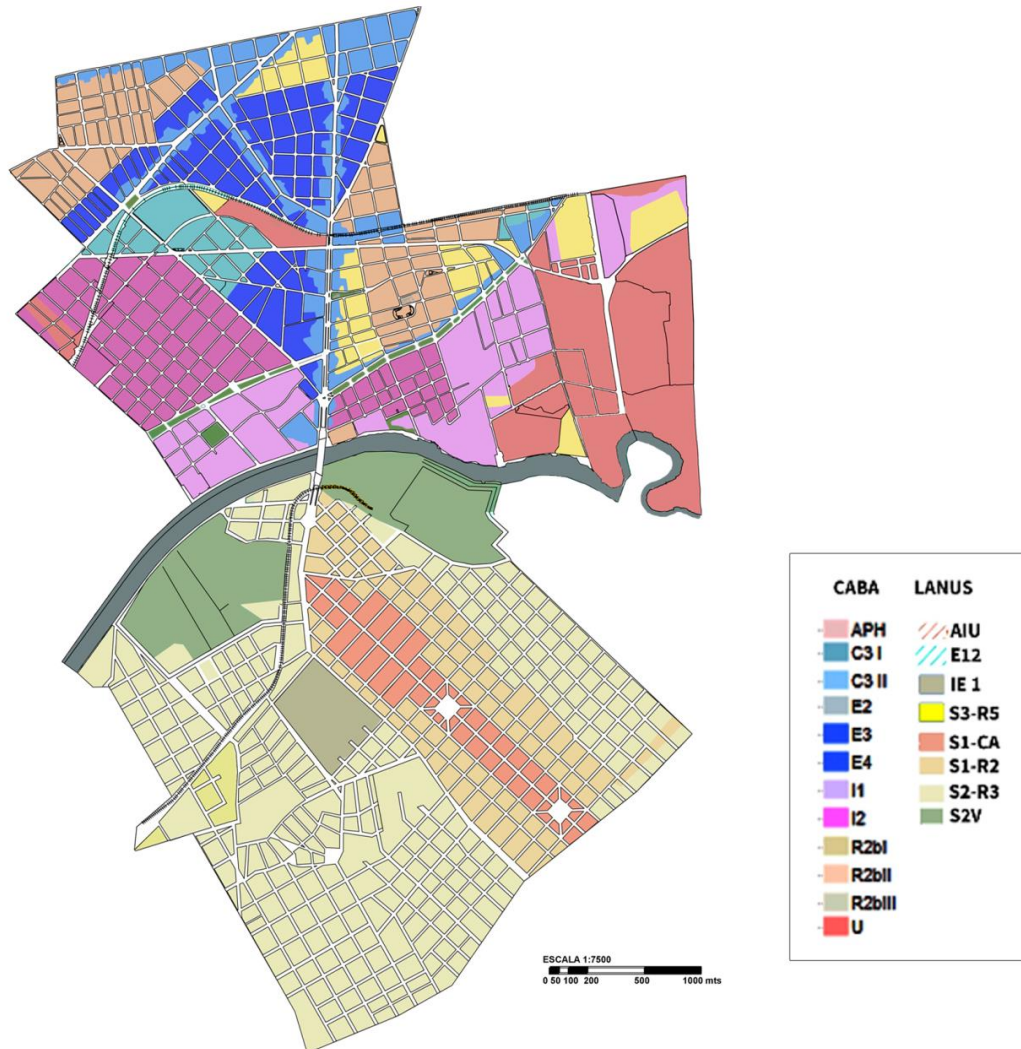 CABA
APH
C3 I
C3 II
E2
E3
E4
I1
I2
R2bI
R2bII
R2bIII
U
LANUS
AIU
E12
IE 1
S3-R5
S1-CA
S1-R2
S2-R3
S2V
ESCALA 1:7500
0 50 100 200 500 1000 mts